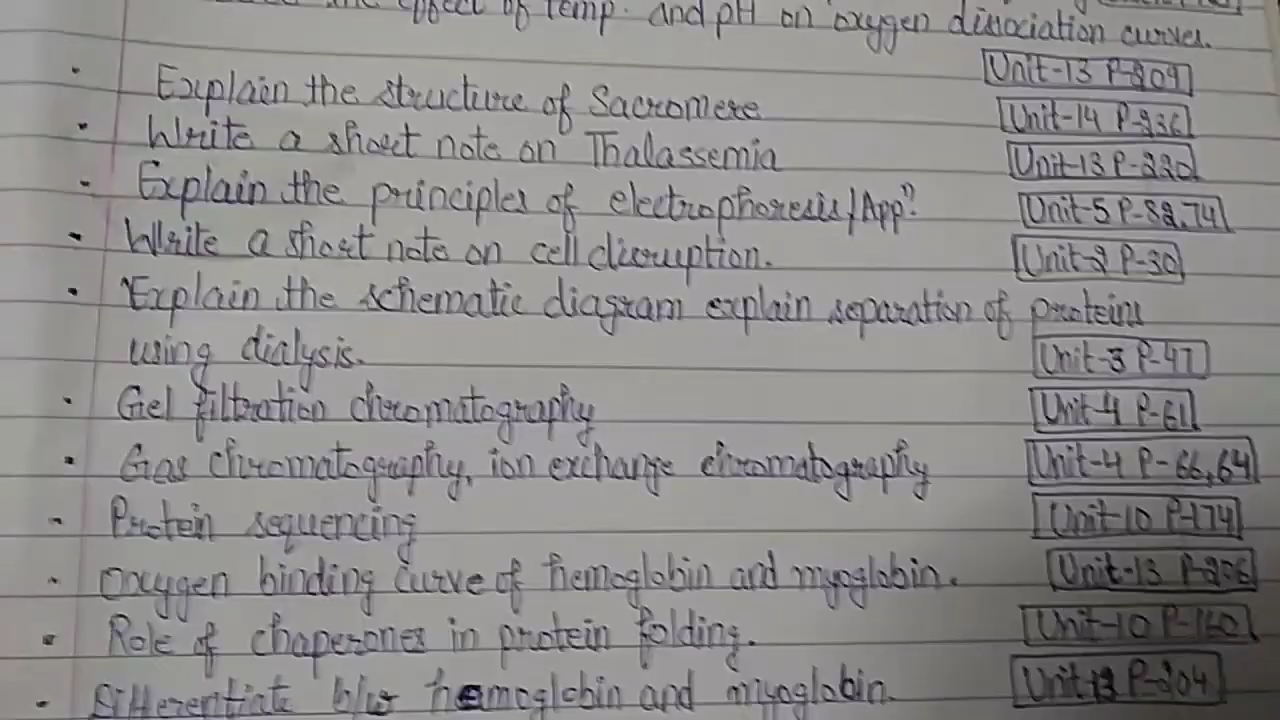 the effect of temp. and pH on oxygen dissociation curves.
Unit-13 P-209
· Explain the structure of Sacromere
Unit-14 P-236
· Write a short note on Thalassemia
Unit-13 P-220
- Explain the principles of electrophoresis/Appⁿ?
Unit-5 P-82,74
· Write a short note on cell disruption.
Unit-2 P-30
· Explain the schematic diagram explain separation of proteins
using dialysis.
Unit-3 P-47
· Gel filtration chromatography
Unit-4 P-61
· Gas chromatography, ion exchange chromatography
Unit-4 P-66,64
- Protein sequencing
Unit-10 P-174
· Oxygen binding curve of hemoglobin and myoglobin.
Unit-13 P-206
· Role of chaperones in protein folding.
Unit-10 P-160
· Differentiate b/w hemoglobin and myoglobin.
Unit-13 P-204